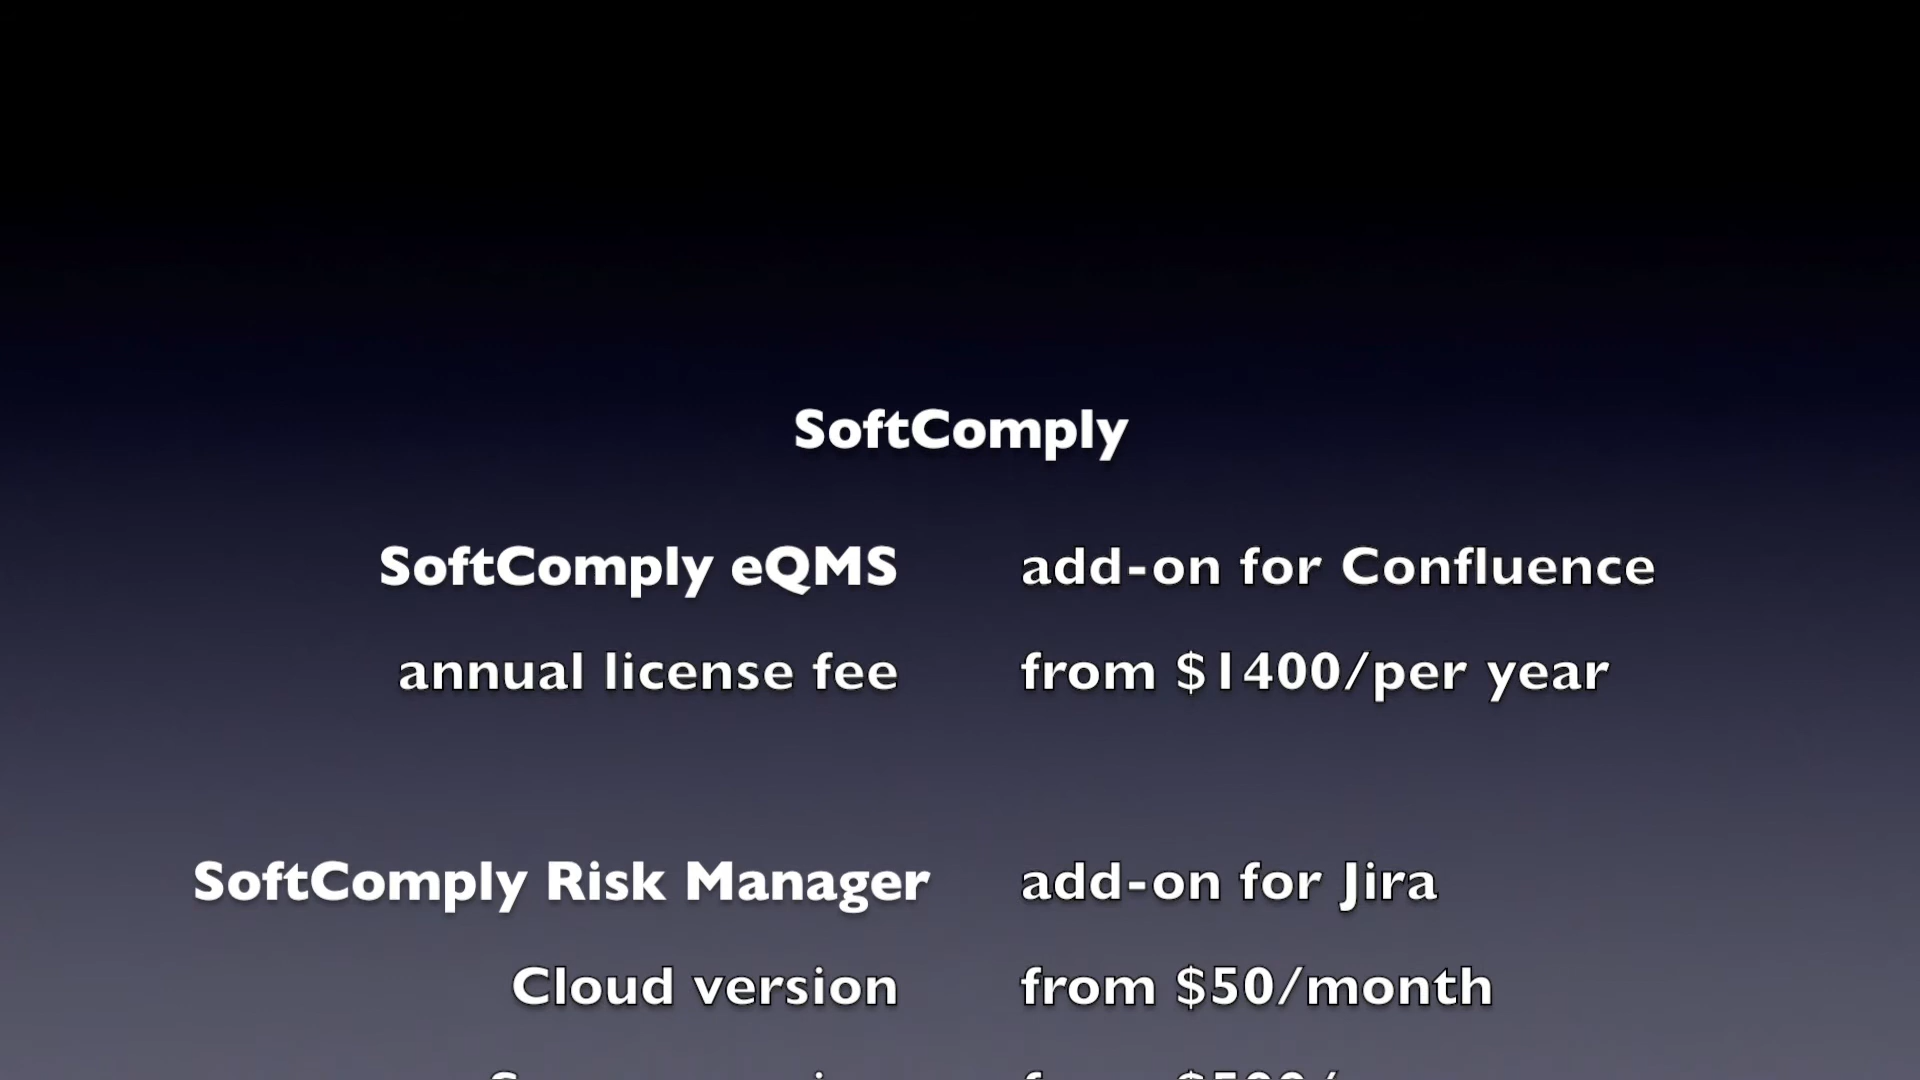 SoftComply
SoftComply eQMS add-on for Confluence
annual license fee from $1400/per year
SoftComply Risk Manager add-on for Jira
Cloud version from $50/month